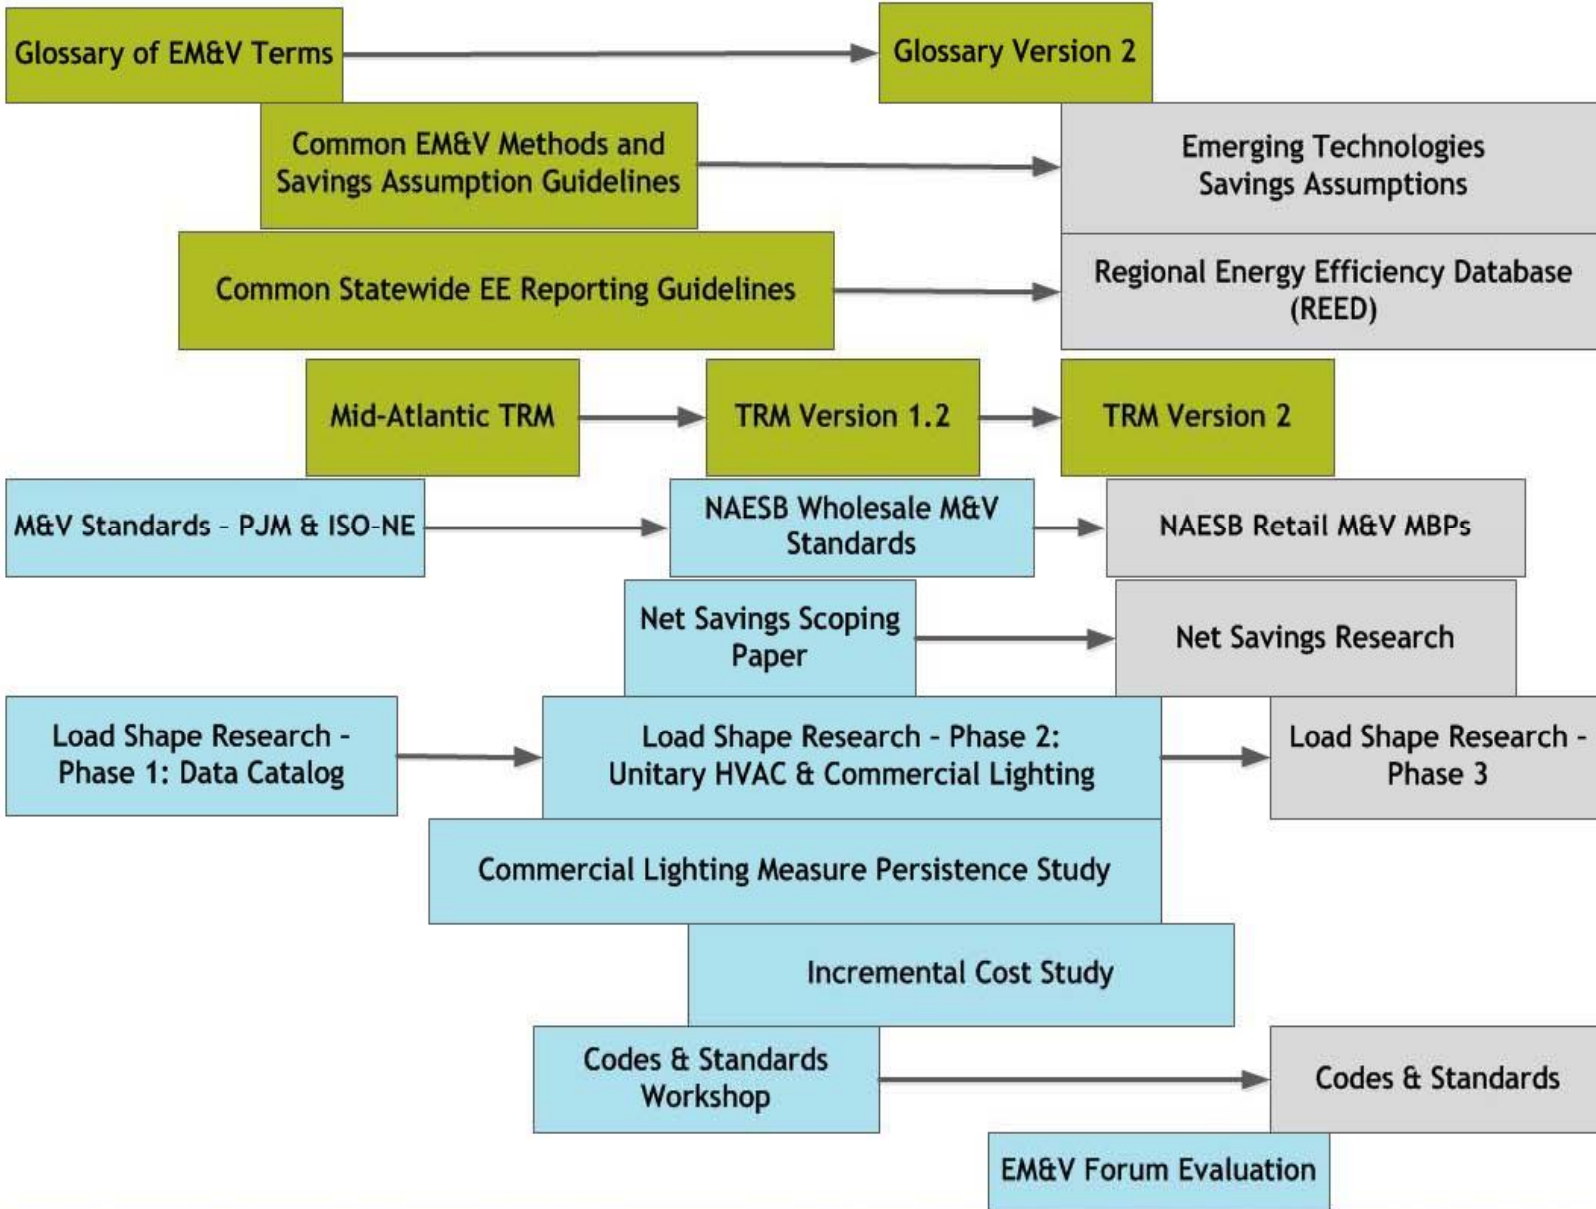 Glossary of EM&V Terms
Glossary Version 2
Common EM&V Methods and
Savings Assumption Guidelines
Emerging Technologies
Savings Assumptions
Common Statewide EE Reporting Guidelines
Regional Energy Efficiency Database
(REED)
Mid-Atlantic TRM
TRM Version 1.2
TRM Version 2
M&V Standards - PJM & ISO-NE
NAESB Wholesale M&V
Standards
NAESB Retail M&V MBPs
Net Savings Scoping
Paper
Net Savings Research
Load Shape Research -
Phase 1: Data Catalog
Load Shape Research - Phase 2:
Unitary HVAC & Commercial Lighting
Load Shape Research -
Phase 3
Commercial Lighting Measure Persistence Study
Incremental Cost Study
Codes & Standards
Workshop
Codes & Standards
EM&V Forum Evaluation